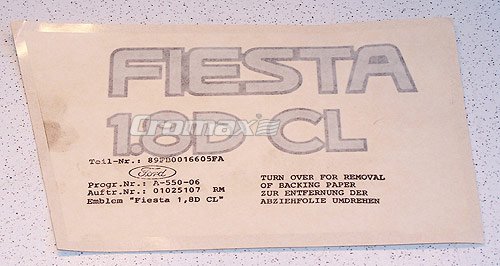 FIESTA
1.8D CL
Cromax
Teil-Nr.: 89FB0016605FA
Ford
Progr.Nr.: A-550-06
Auftr.Nr.: 01025107 RM
Emblem "Fiesta 1,8D CL"
TURN OVER FOR REMOVAL
OF BACKING PAPER
ZUR ENTFERNUNG DER
ABZIEHFOLIE UMDREHEN